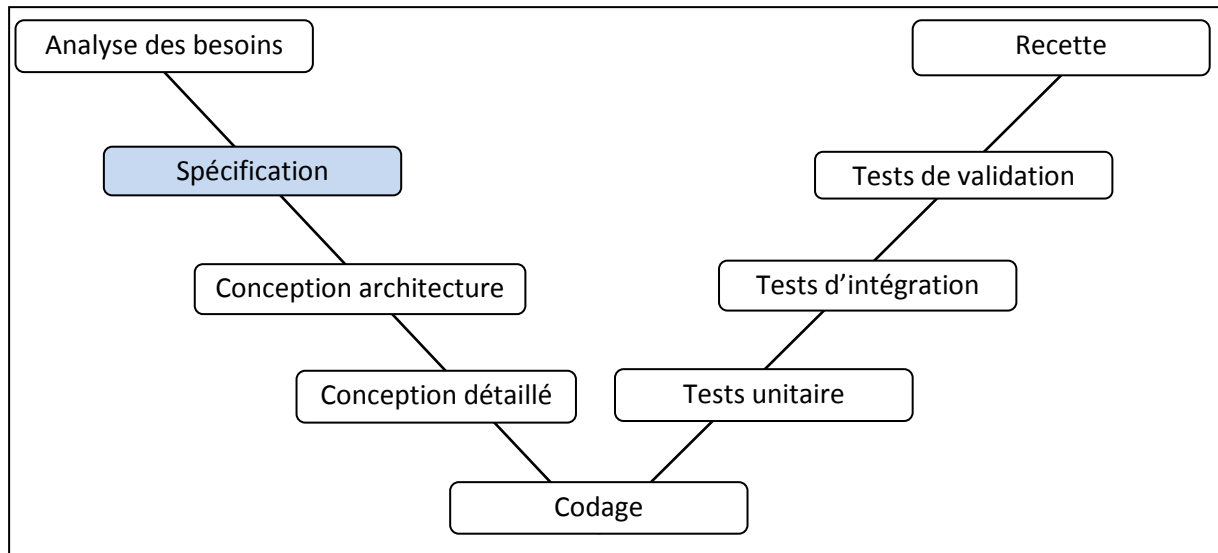 Analyse des besoins
Recette
Spécification
Tests de validation
Conception architecture
Tests d’intégration
Conception détaillé
Tests unitaire
Codage